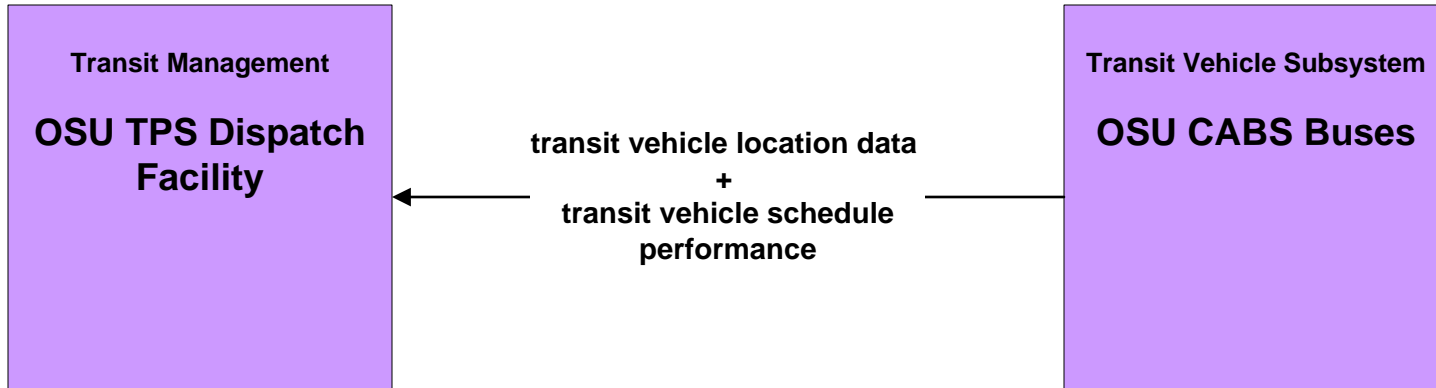 Transit Management
OSU TPS Dispatch
Facility
transit vehicle location data
+
transit vehicle schedule
performance
Transit Vehicle Subsystem
OSU CABS Buses